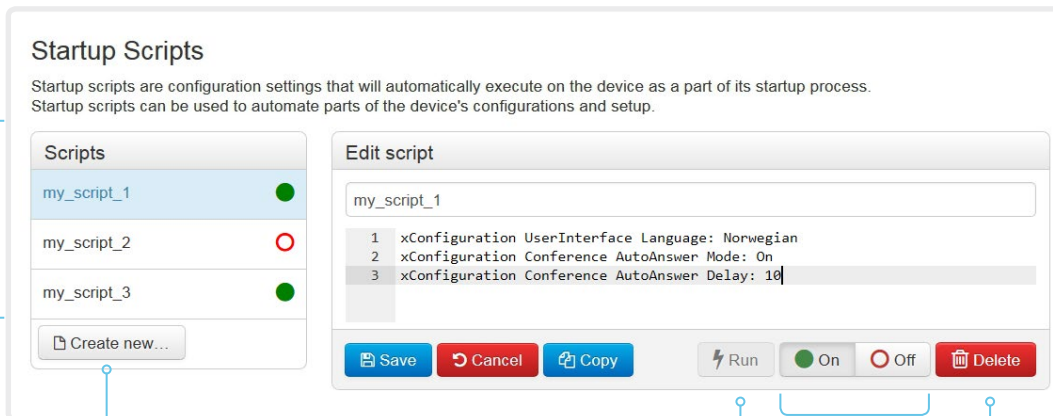 Startup Scripts
Startup scripts are configuration settings that will automatically execute on the device as a part of its startup process.
Startup scripts can be used to automate parts of the device's configurations and setup.
Scripts
my_script_1
my_script_2
my_script_3
Create new...
Edit script
my_script_1
1 xConfiguration UserInterface Language: Norwegian
2 xConfiguration Conference AutoAnswer Mode: On
3 xConfiguration Conference AutoAnswer Delay: 10
Save Cancel Copy Run On Off Delete